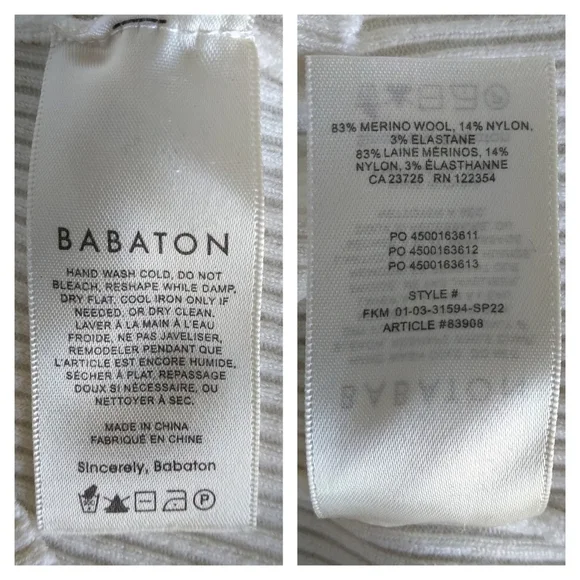 BABATON
HAND WASH COLD, DO NOT
BLEACH, RESHAPE WHILE DAMP,
DRY FLAT, COOL IRON ONLY IF
NEEDED, OR DRY CLEAN.
LAVER À LA MAIN À L'EAU
FROIDE, NE PAS JAVELISER,
REMODELER PENDANT QUE
L'ARTICLE EST ENCORE HUMIDE,
SÉCHER À PLAT, REPASSAGE
DOUX SI NÉCESSAIRE, OU
NETTOYER À SEC.
MADE IN CHINA
FABRIQUÉ EN CHINE
Sincerely, Babaton
P
83% MERINO WOOL, 14% NYLON,
3% ELASTANE
83% LAINE MÉRINOS, 14%
NYLON, 3% ÉLASTHANNE
CA 23725 RN 122354
PO 4500163611
PO 4500163612
PO 4500163613
STYLE #
FKM 01-03-31594-SP22
ARTICLE #83908
BABATON